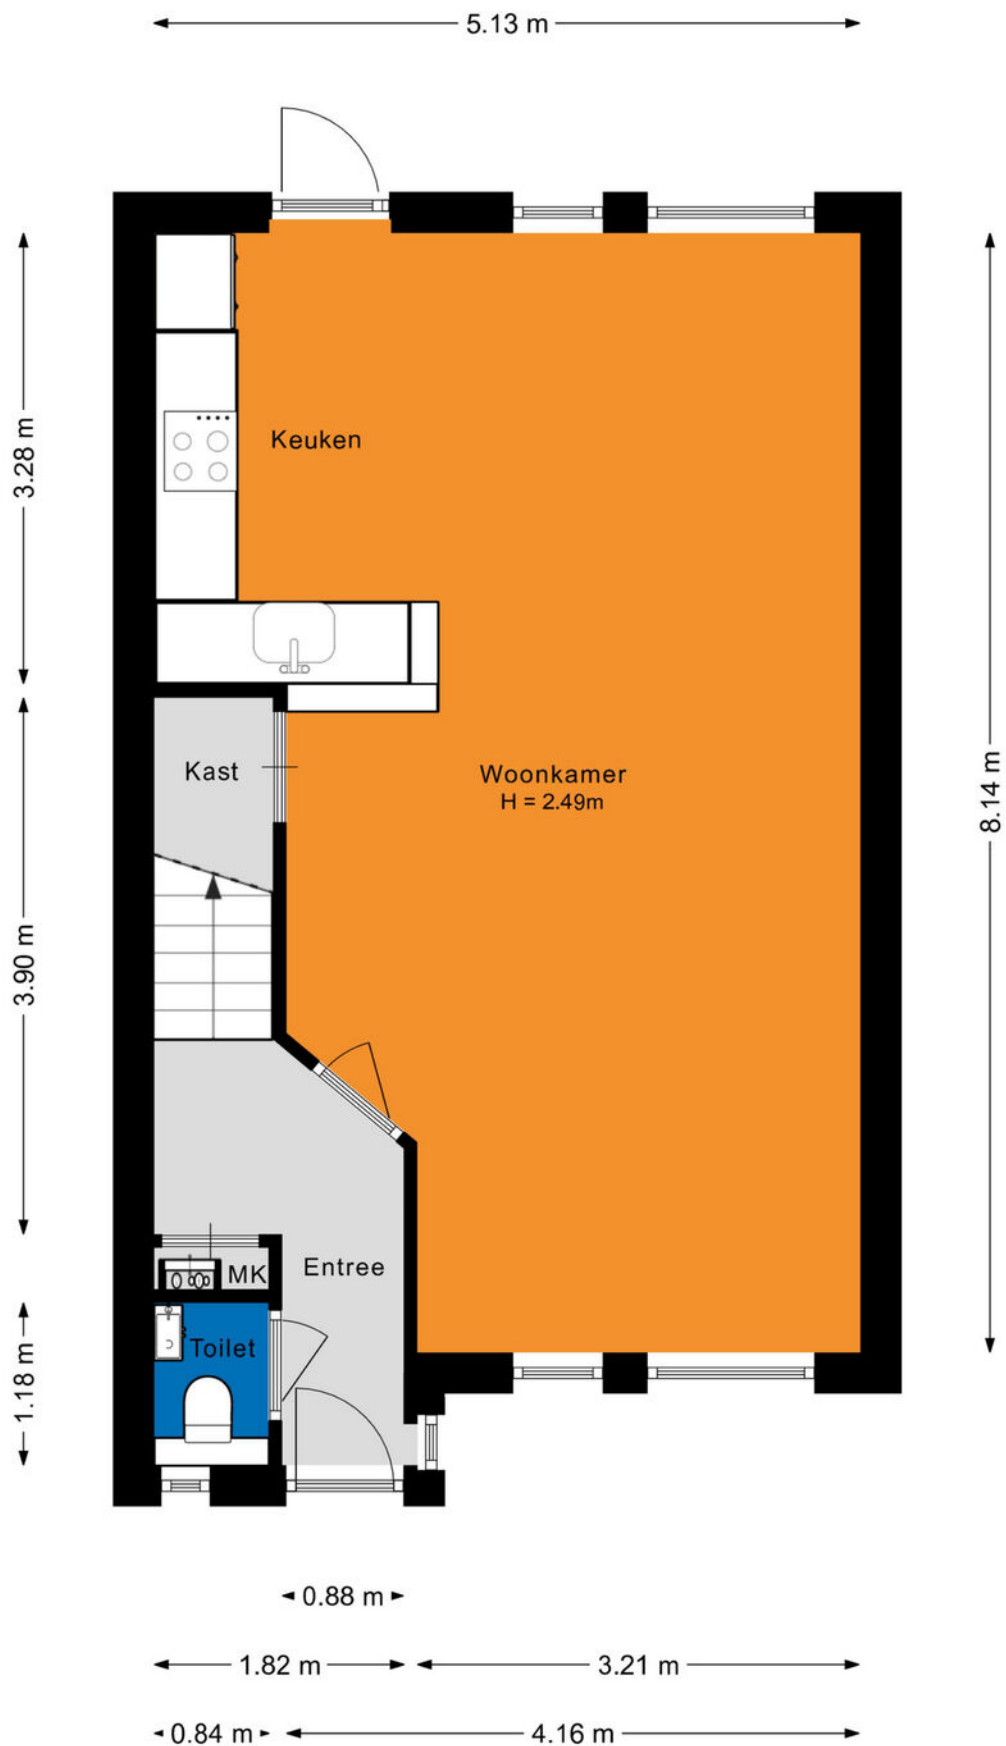 5.13 m
3.28 m
Keuken
Kast
Woonkamer
H = 2.49m
8.14 m
3.90 m
MK
Entree
Toilet
1.18 m
0.88 m
1.82 m
3.21 m
0.84 m
4.16 m